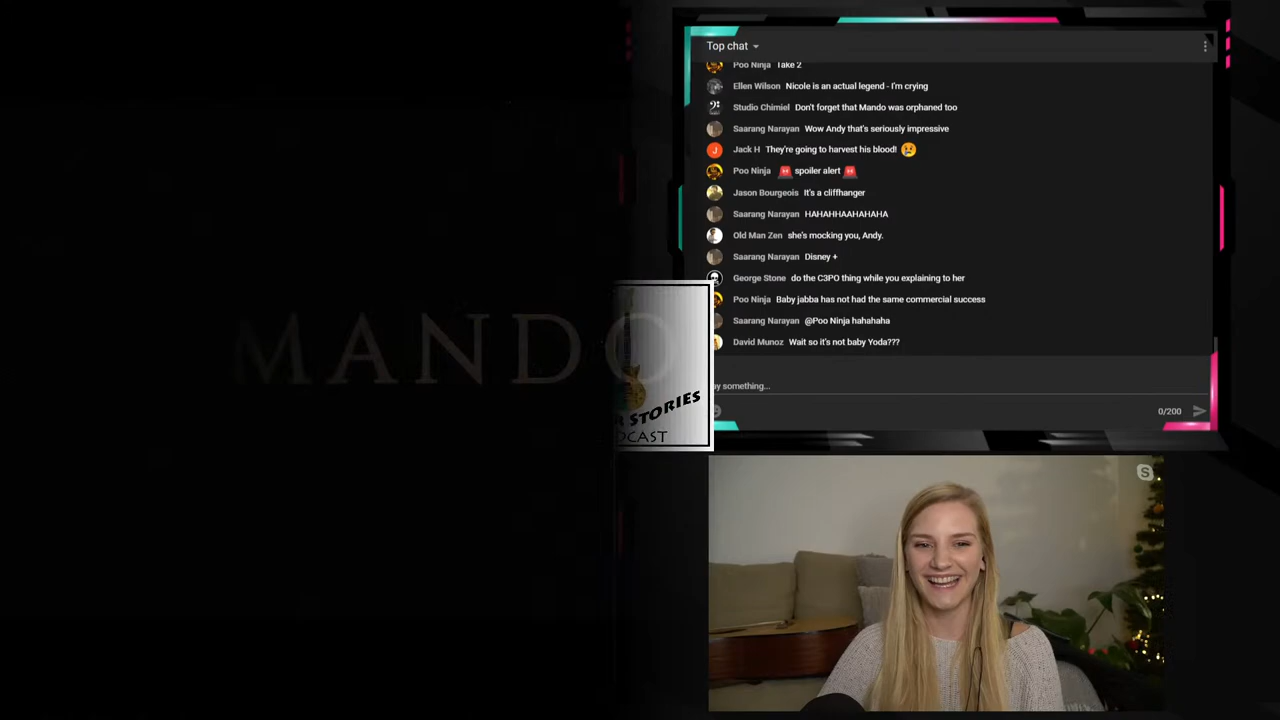 MANDO
STORIES
Top chat
Poo Ninja Take 2
Ellen Wilson Nicole is an actual legend - I'm crying
Studio Chimiel Don't forget that Mando was orphaned too
Saarang Narayan Wow Andy that's seriously impressive
J Jack H They're going to harvest his blood! 😢
Poo Ninja 🚨 spoiler alert 🚨
Jason Bourgeois It's a cliffhanger
Saarang Narayan HAHAHHAAHAHAHA
Old Man Zen she's mocking you, Andy.
Saarang Narayan Disney +
George Stone do the C3PO thing while you explaining to her
Poo Ninja Baby jabba has not had the same commercial success
Saarang Narayan @Poo Ninja hahahaha
David Munoz Wait so it's not baby Yoda???
ay something...
0/200
S